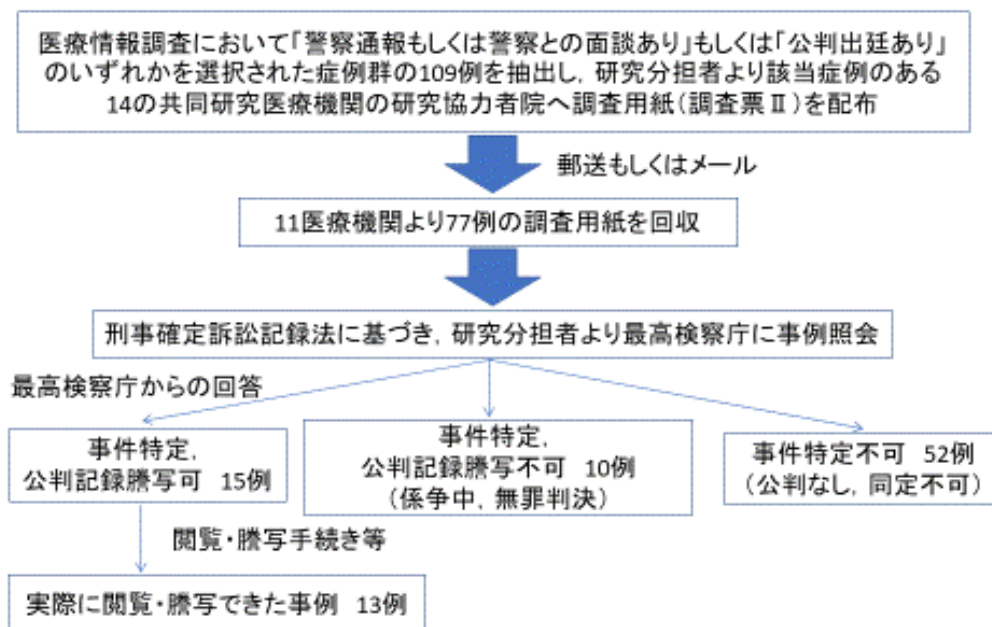 医療情報調査において「警察通報もしくは警察との面談あり」もしくは「公判出廷あり」
のいずれかを選択された症例群の109例を抽出し，研究分担者より該当症例のある
14の共同研究医療機関の研究協力者院へ調査用紙（調査票Ⅱ）を配布
郵送もしくはメール
11医療機関より77例の調査用紙を回収
刑事確定訴訟記録法に基づき，研究分担者より最高検察庁に事例照会
最高検察庁からの回答
事件特定，
公判記録謄写可　15例
事件特定，
公判記録謄写不可　10例
（係争中，無罪判決）
事件特定不可　52例
（公判なし，同定不可）
閲覧・謄写手続き等
実際に閲覧・謄写できた事例　13例